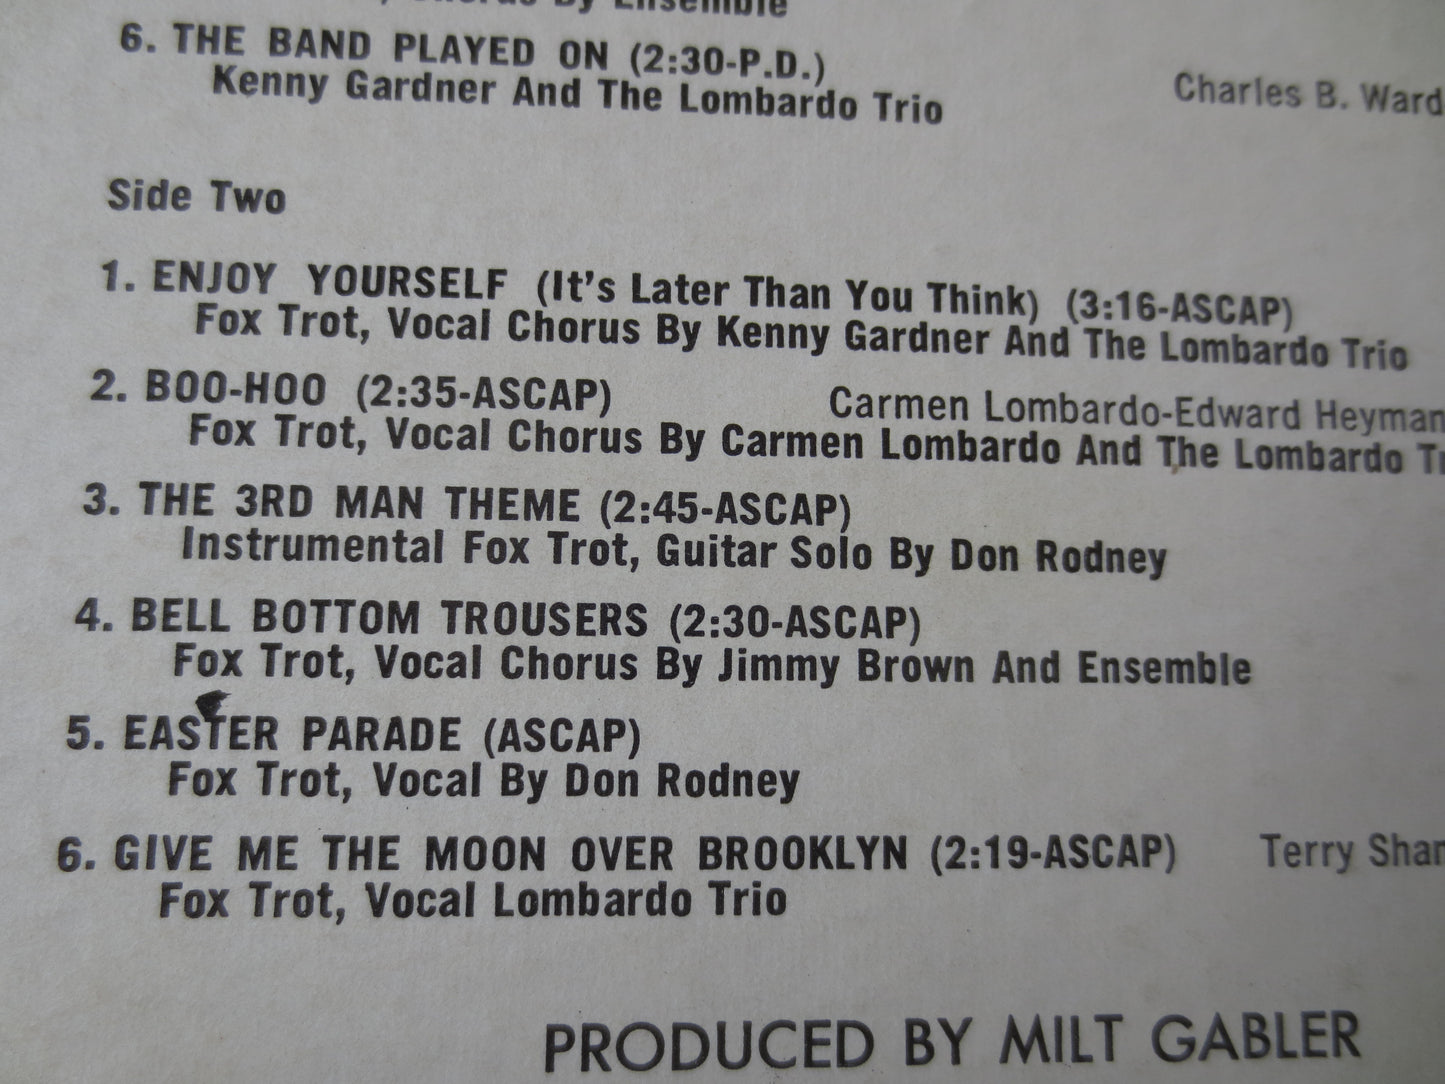 By Ensemble
6. THE BAND PLAYED ON (2:30-P.D.)
Kenny Gardner And The Lombardo Trio
Charles B. Ward
Side Two
1. ENJOY YOURSELF (It's Later Than You Think) (3:16-ASCAP)
Fox Trot, Vocal Chorus By Kenny Gardner And The Lombardo Trio
2. BOO-HOO (2:35-ASCAP) Carmen Lombardo-Edward Heyman
Fox Trot, Vocal Chorus By Carmen Lombardo And The Lombardo
3. THE 3RD MAN THEME (2:45-ASCAP)
Instrumental Fox Trot, Guitar Solo By Don Rodney
4. BELL BOTTOM TROUSERS (2:30-ASCAP)
Fox Trot, Vocal Chorus By Jimmy Brown And Ensemble
5. EASTER PARADE (ASCAP)
Fox Trot, Vocal By Don Rodney
6. GIVE ME THE MOON OVER BROOKLYN (2:19-ASCAP) Terry
Fox Trot, Vocal Lombardo Trio
PRODUCED BY MILT GABLER